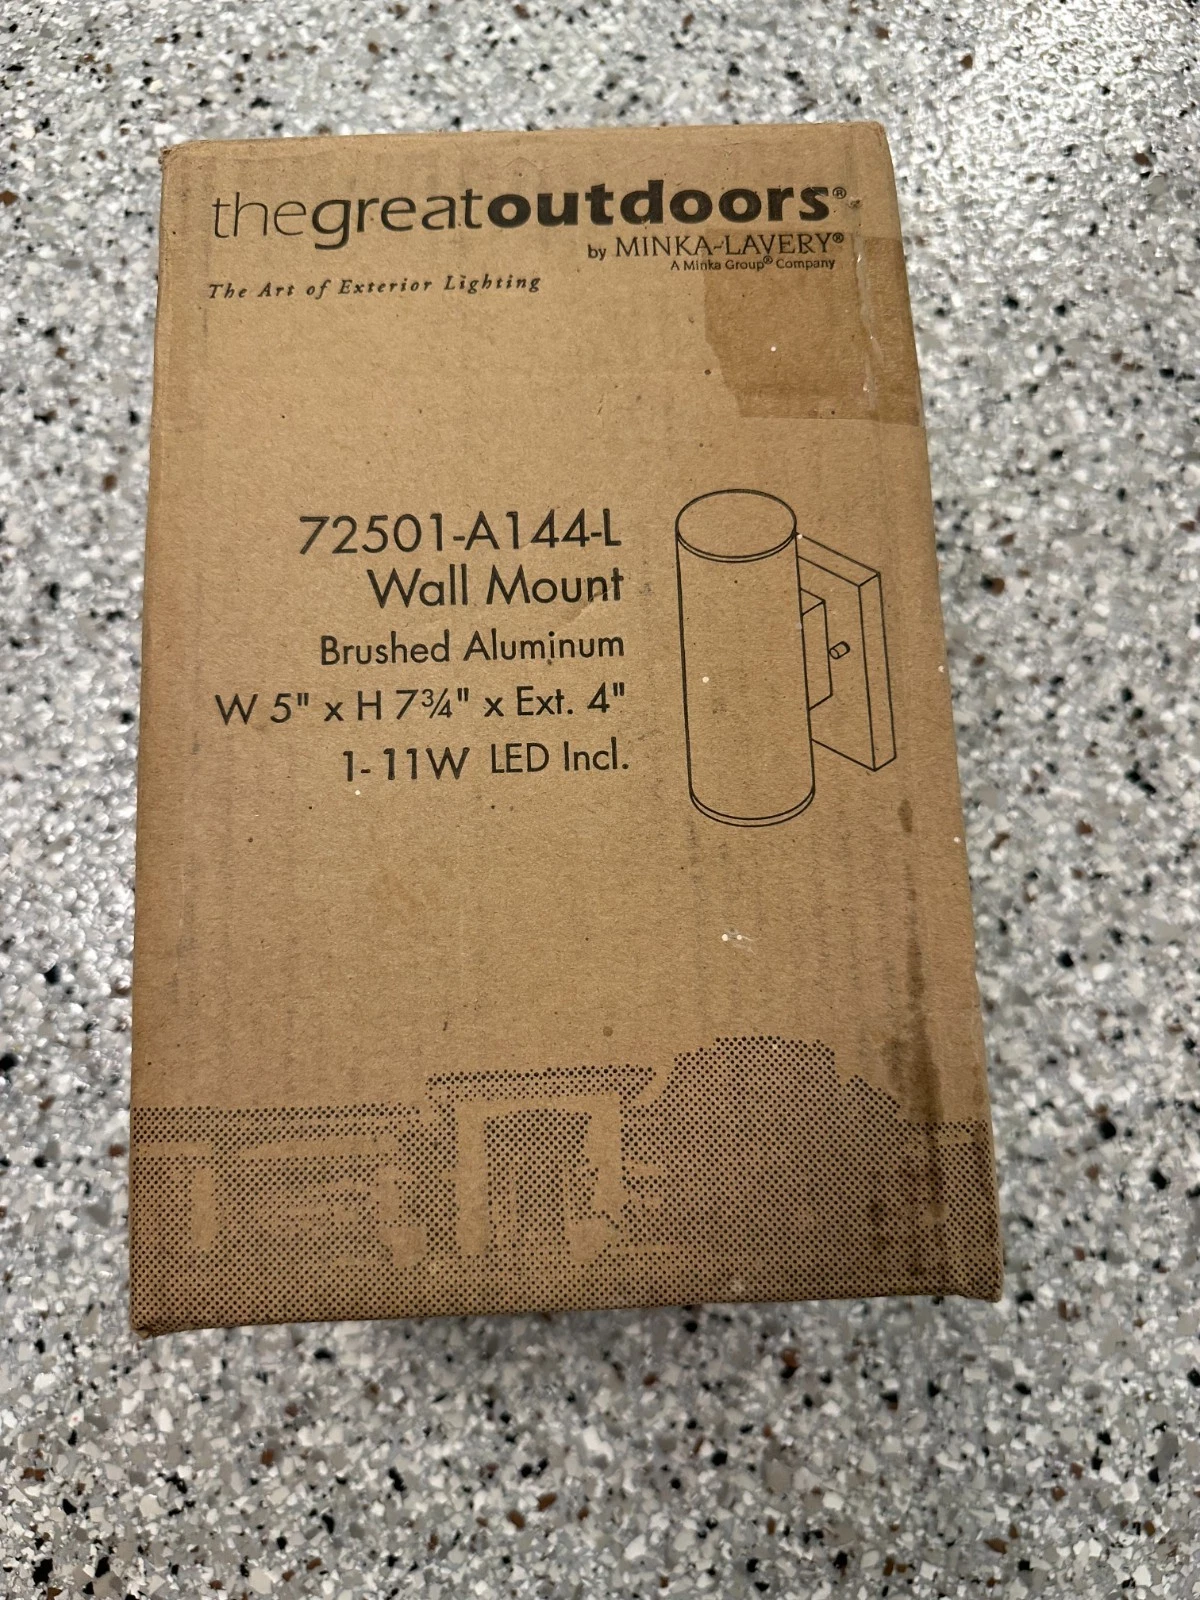 thegreatoutdoors®
by MINKA-LAVERY®
A Minka Group® Company
The Art of Exterior Lighting
72501-A144-L
Wall Mount
Brushed Aluminum
W 5" x H 7¾" x Ext. 4"
1-11W LED Incl.